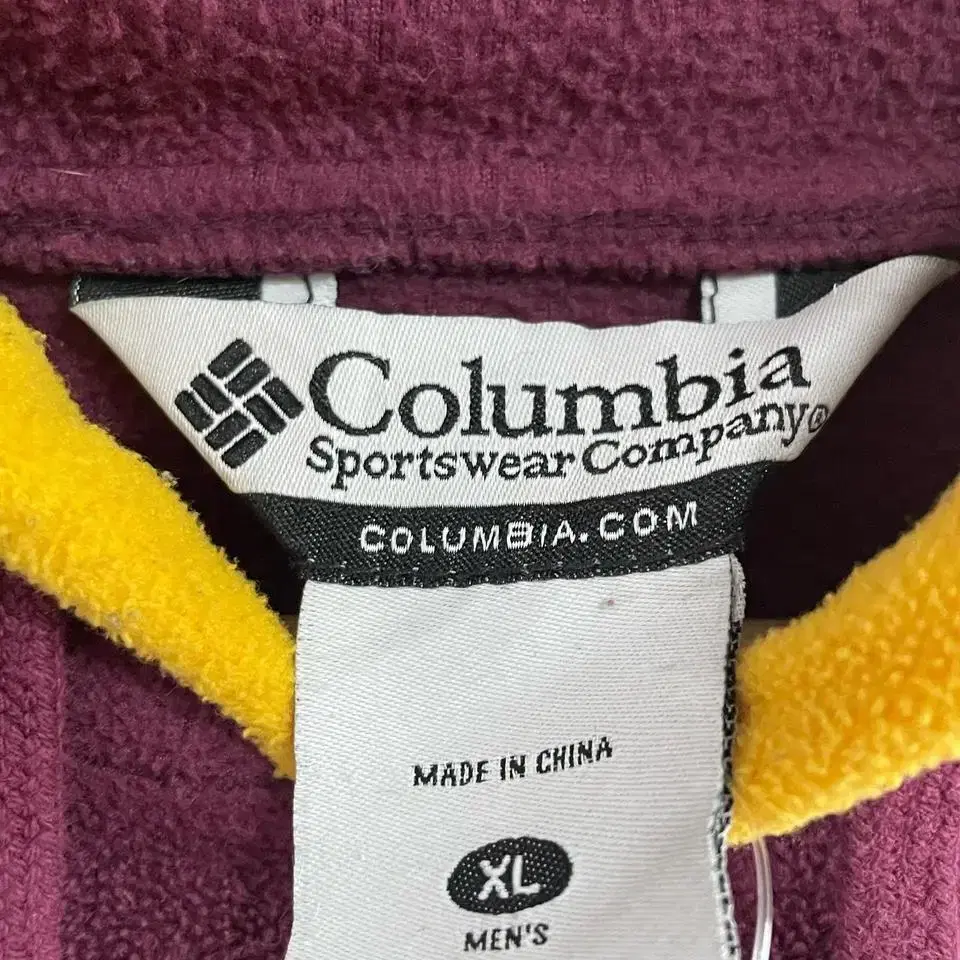 Columbia
Sportswear Company®
COLUMBIA.COM
MADE IN CHINA
XL
MEN'S